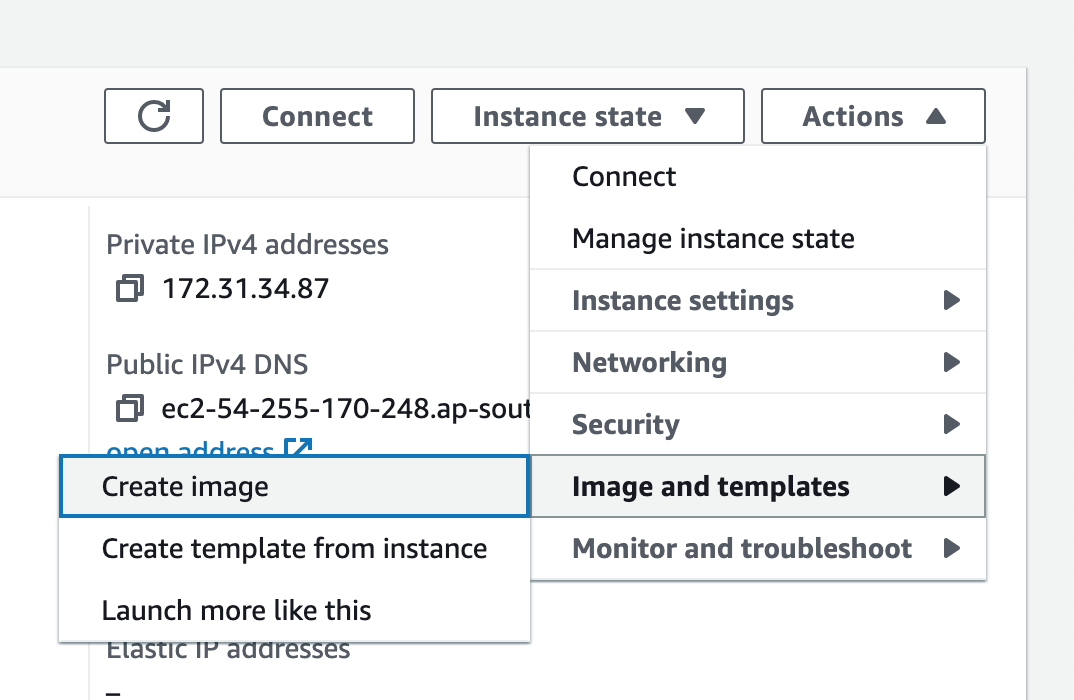 Connect
Instance state
Actions
Connect
Manage instance state
Instance settings
Networking
Security
Image and templates
Monitor and troubleshoot
Private IPv4 addresses
172.31.34.87
Public IPv4 DNS
ec2-54-255-170-248.ap-sout
open address
Create image
Create template from instance
Launch more like this
Elastic IP addresses
–